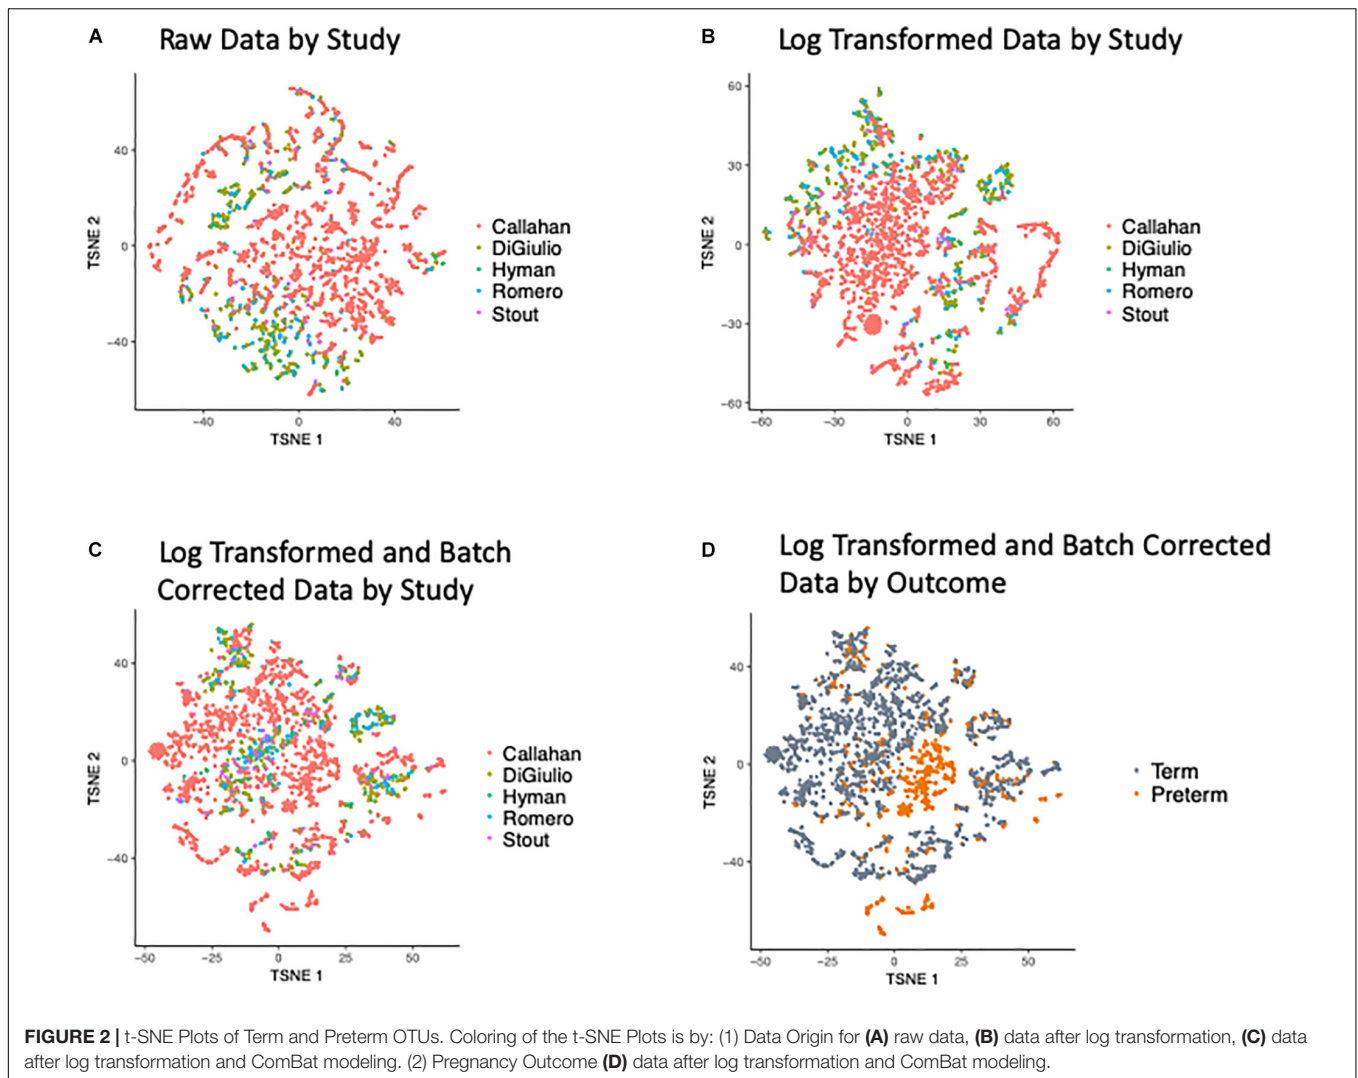 A Raw Data by Study
40
0
−40
TSNE 2
−40 0 40
TSNE 1
Callahan
DiGiulio
Hyman
Romero
Stout
B Log Transformed Data by Study
60
30
0
−30
−60
TSNE 2
−60 −30 0 30 60
TSNE 1
Callahan
DiGiulio
Hyman
Romero
Stout
C Log Transformed and Batch
Corrected Data by Study
40
0
−40
TSNE 2
−50 −25 0 25 50
TSNE 1
Callahan
DiGiulio
Hyman
Romero
Stout
D Log Transformed and Batch Corrected
Data by Outcome
40
0
−40
TSNE 2
−50 −25 0 25 50
TSNE 1
Term
Preterm
FIGURE 2 | t-SNE Plots of Term and Preterm OTUs. Coloring of the t-SNE Plots is by: (1) Data Origin for (A) raw data, (B) data after log transformation, (C) data
after log transformation and ComBat modeling. (2) Pregnancy Outcome (D) data after log transformation and ComBat modeling.